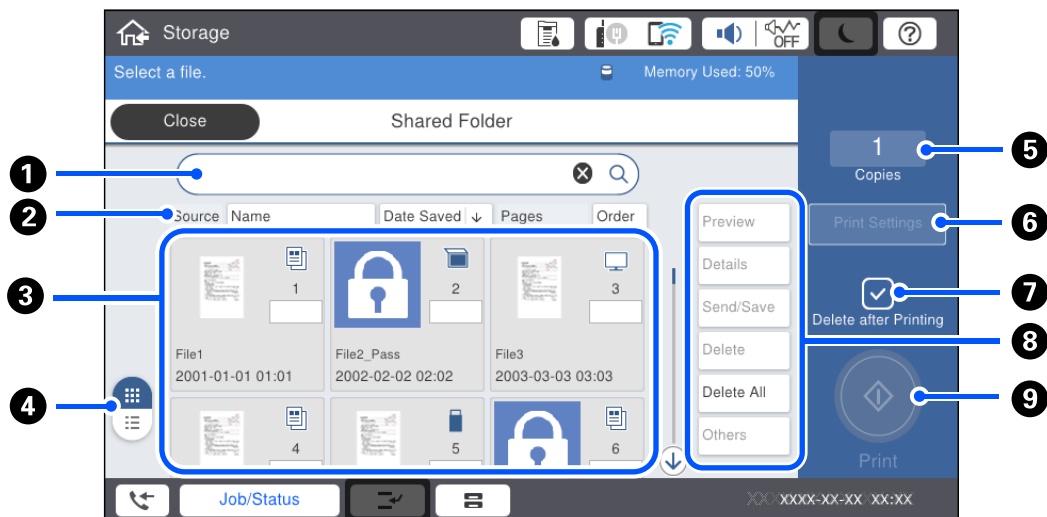 Storage
OFF
Select a file.
Memory Used: 50%
Close
Shared Folder
1
Copies
5
1
2
Source
Name
Date Saved
Pages
Order
Preview
Print Settings
6
3
1
2
3
Details
Send/Save
7
Delete after Printing
File1
2001-01-01 01:01
File2_Pass
2002-02-02 02:02
File3
2003-03-03 03:03
Delete
8
4
Delete All
9
4
5
6
Others
Print
Job/Status
XX XXXX-XX-XX XX:XX